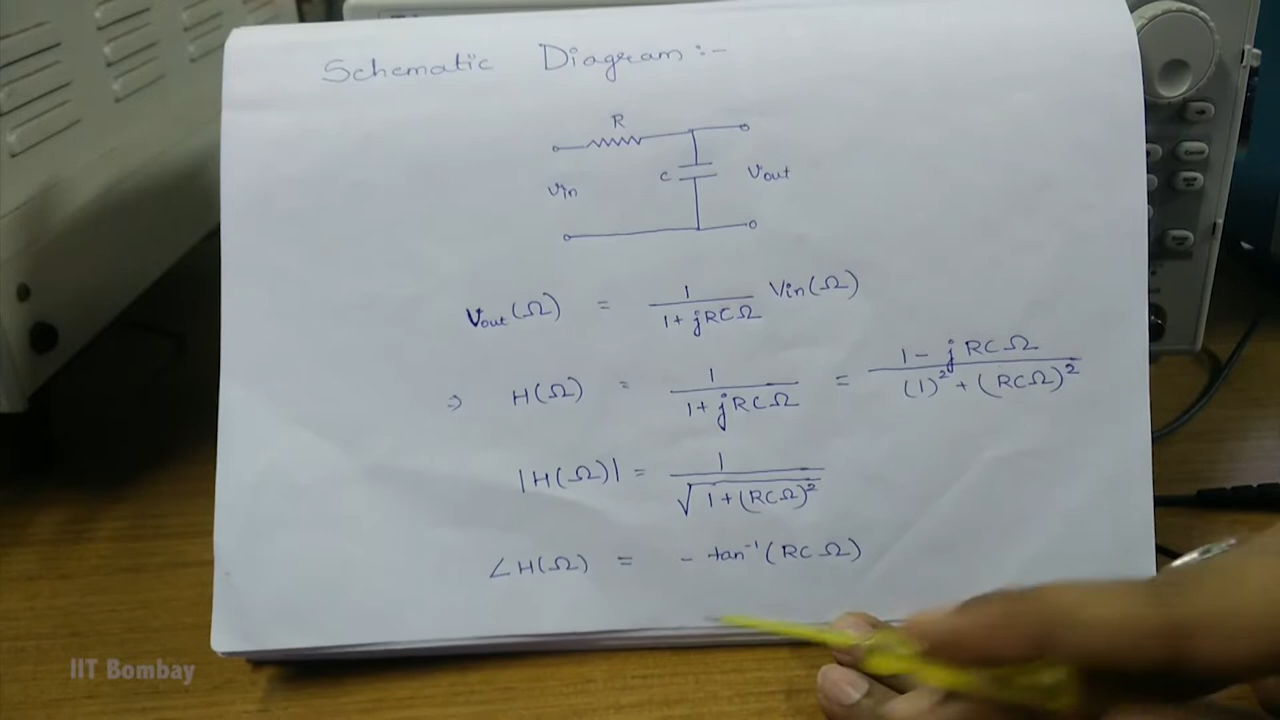 Schematic Diagram:-
R
Vin
C
Vout
Vout(Ω) = 1/(1+jRCΩ) Vin(Ω)
⇒ H(Ω) = 1/(1+jRCΩ) = (1-jRCΩ)/((1)²+(RCΩ)²)
|H(Ω)| = 1/√(1+(RCΩ)²)
∠H(Ω) = - tan⁻¹(RCΩ)
IIT Bombay